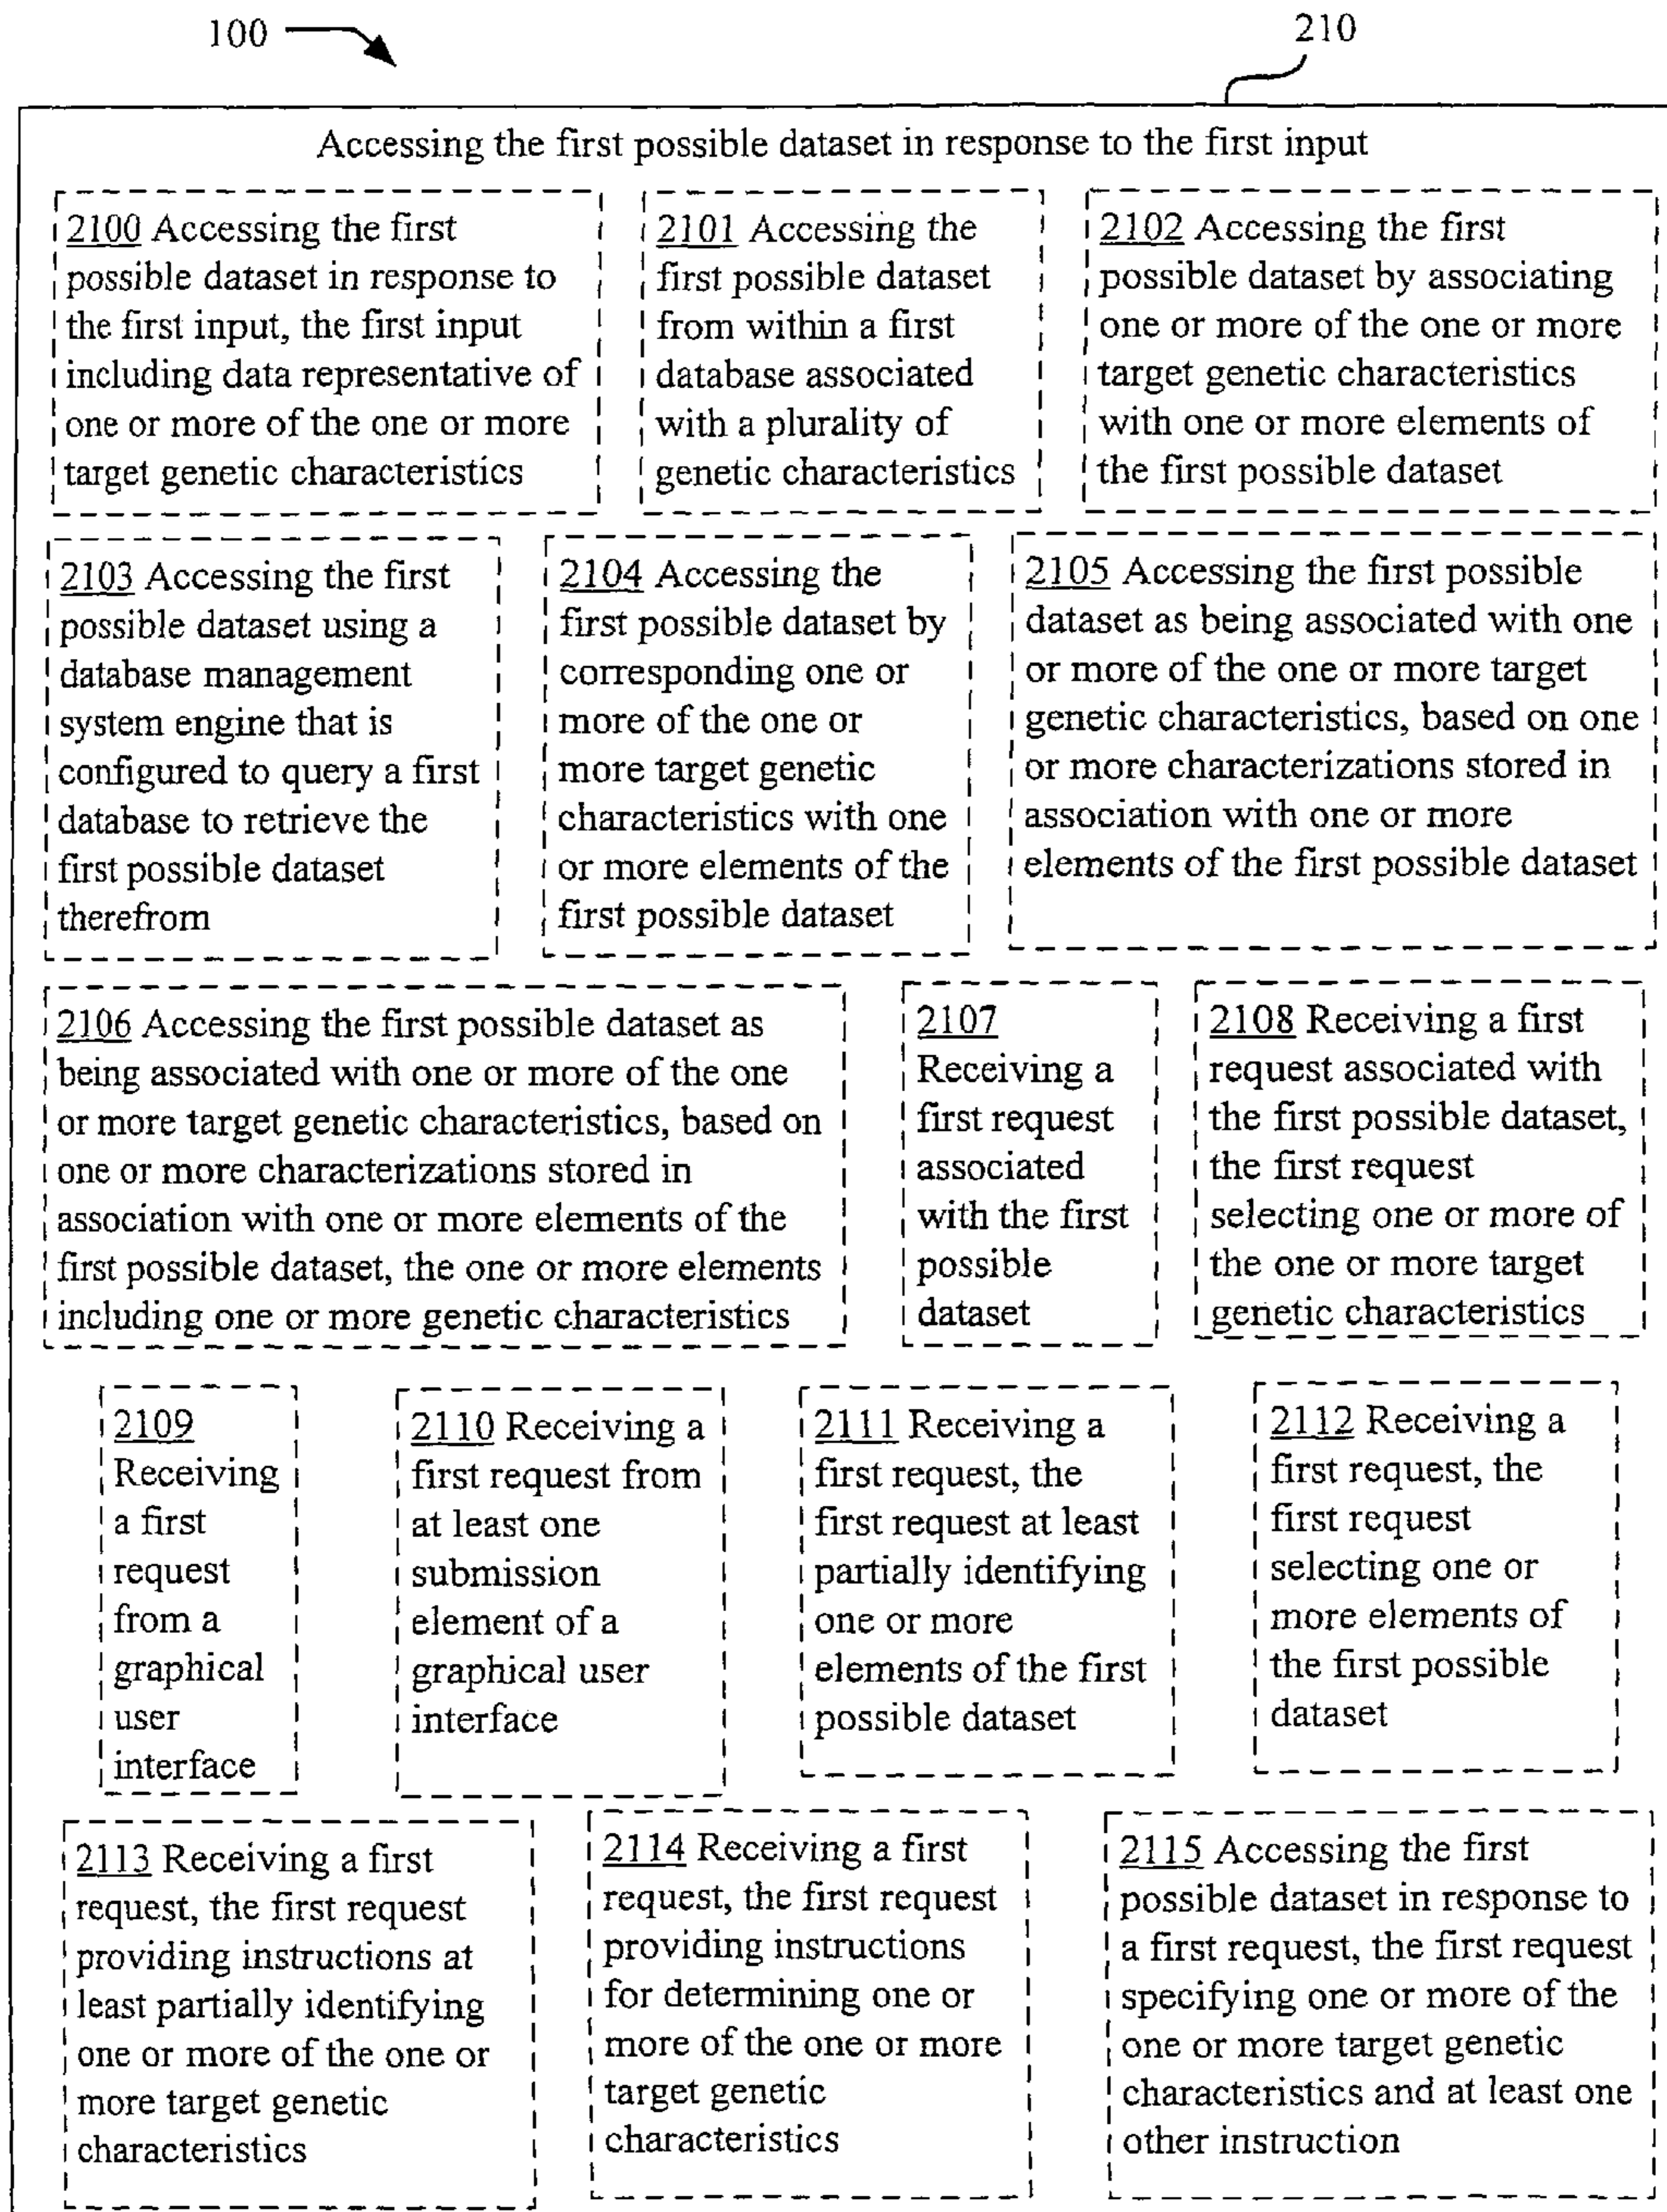 100
210
Accessing the first possible dataset in response to the first input
2100 Accessing the first
possible dataset in response to
the first input, the first input
including data representative of
one or more of the one or more
target genetic characteristics
2101 Accessing the
first possible dataset
from within a first
database associated
with a plurality of
genetic characteristics
2102 Accessing the first
possible dataset by associating
one or more of the one or more
target genetic characteristics
with one or more elements of
the first possible dataset
2103 Accessing the first
possible dataset using a
database management
system engine that is
configured to query a first
database to retrieve the
first possible dataset
therefrom
2104 Accessing the
first possible dataset by
corresponding one or
more of the one or
more target genetic
characteristics with one
or more elements of the
first possible dataset
2105 Accessing the first possible
dataset as being associated with one
or more of the one or more target
genetic characteristics, based on one
or more characterizations stored in
association with one or more
elements of the first possible dataset
2106 Accessing the first possible dataset as
being associated with one or more of the one
or more target genetic characteristics, based on
one or more characterizations stored in
association with one or more elements of the
first possible dataset, the one or more elements
including one or more genetic characteristics
2107
Receiving a
first request
associated
with the first
possible
dataset
2108 Receiving a first
request associated with
the first possible dataset,
the first request
selecting one or more of
the one or more target
genetic characteristics
2109
Receiving
a first
request
from a
graphical
user
interface
2110 Receiving a
first request from
at least one
submission
element of a
graphical user
interface
2111 Receiving a
first request, the
first request at least
partially identifying
one or more
elements of the first
possible dataset
2112 Receiving a
first request, the
first request
selecting one or
more elements of
the first possible
dataset
2113 Receiving a first
request, the first request
providing instructions at
least partially identifying
one or more of the one or
more target genetic
characteristics
2114 Receiving a first
request, the first request
providing instructions
for determining one or
more of the one or more
target genetic
characteristics
2115 Accessing the first
possible dataset in response to
a first request, the first request
specifying one or more of the
one or more target genetic
characteristics and at least one
other instruction